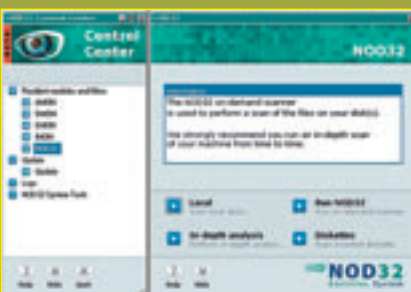 NOD32 Control Center
Control
Center
Resident modules and files
AMON
DMON
EMON
IMON
NOD32
Update
Update
Logs
NOD32 System Tools
Help
Hide
Quit
NOD32
The NOD32 on-demand scanner
is used to perform a scan of the files on your disk(s).
We strongly recommend you run an in-depth scan
of your machine from time to time.
Local
Run NOD32
In-depth analysis
Diskettes
Help
Hide
NOD32
Antivirus System